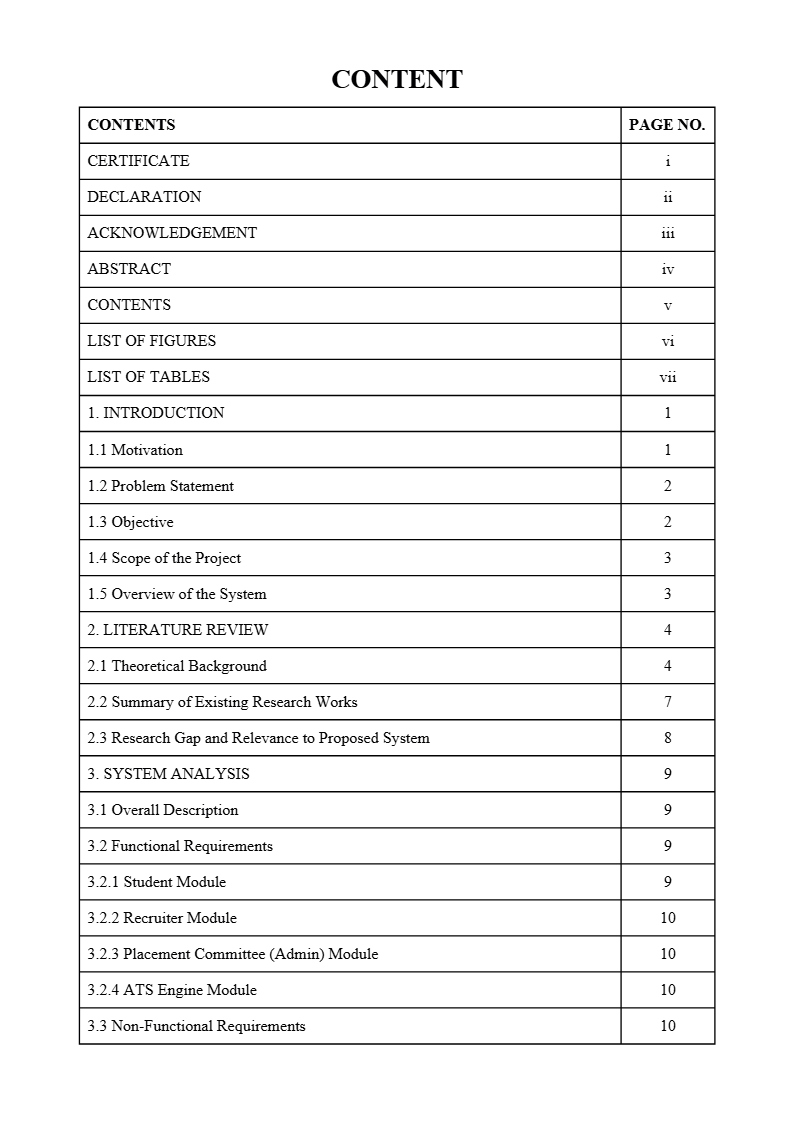 CONTENT
CONTENTS PAGE NO.
CERTIFICATE i
DECLARATION ii
ACKNOWLEDGEMENT iii
ABSTRACT iv
CONTENTS v
LIST OF FIGURES vi
LIST OF TABLES vii
1. INTRODUCTION 1
1.1 Motivation 1
1.2 Problem Statement 2
1.3 Objective 2
1.4 Scope of the Project 3
1.5 Overview of the System 3
2. LITERATURE REVIEW 4
2.1 Theoretical Background 4
2.2 Summary of Existing Research Works 7
2.3 Research Gap and Relevance to Proposed System 8
3. SYSTEM ANALYSIS 9
3.1 Overall Description 9
3.2 Functional Requirements 9
3.2.1 Student Module 9
3.2.2 Recruiter Module 10
3.2.3 Placement Committee (Admin) Module 10
3.2.4 ATS Engine Module 10
3.3 Non-Functional Requirements 10